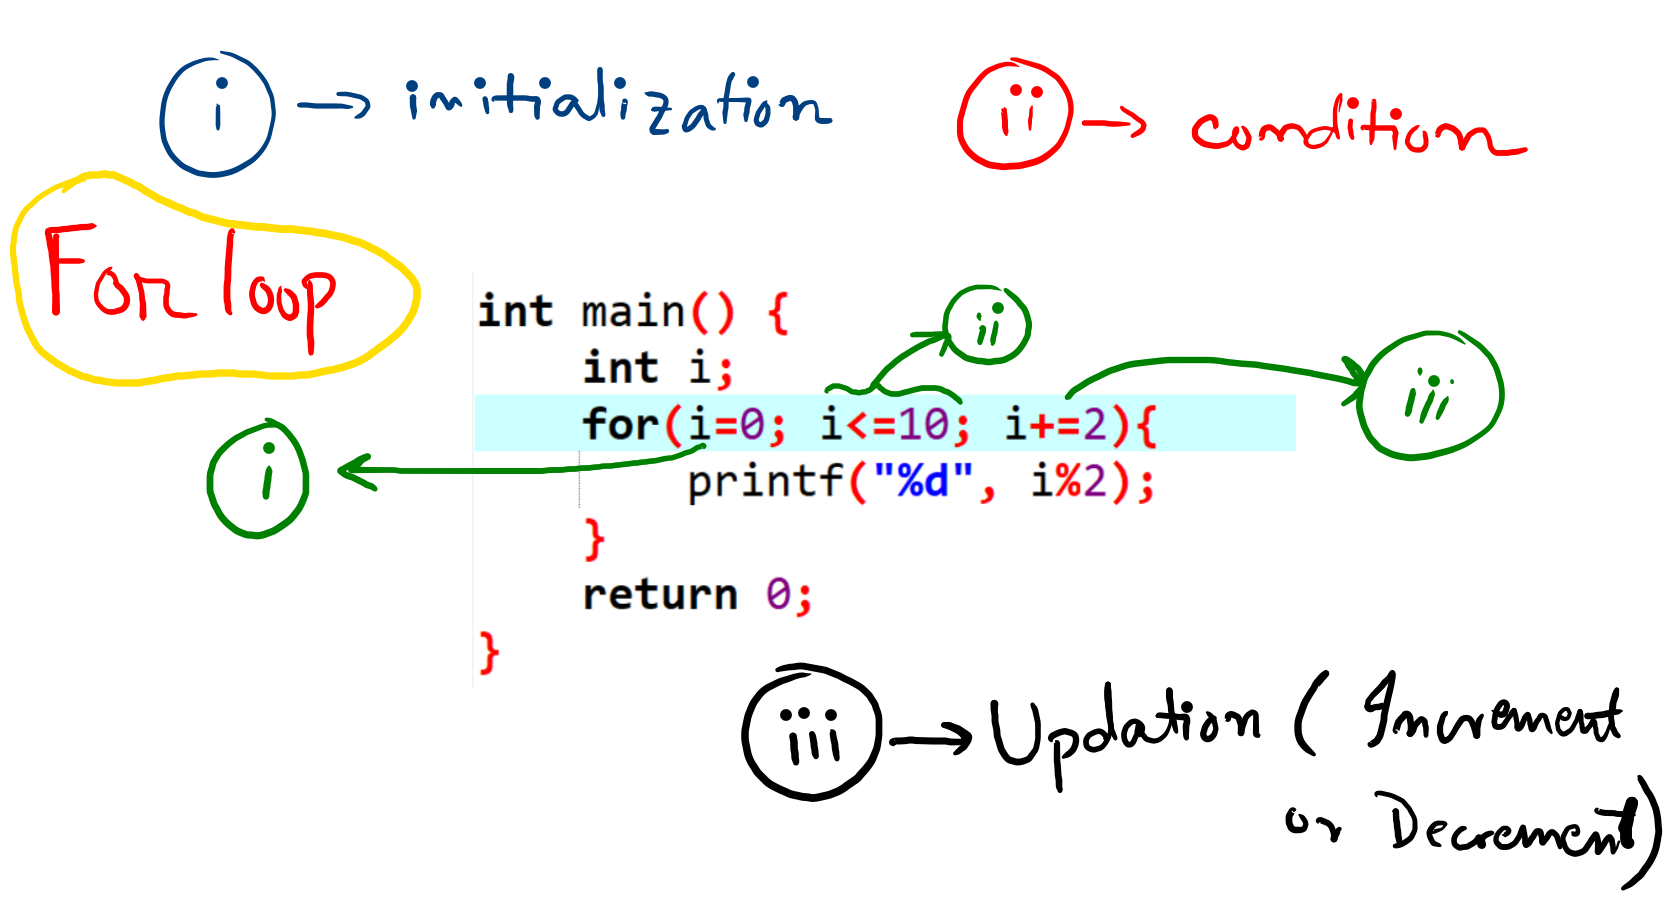 i → initialization
ii → condition
For loop
int main() {
ii
int i;
iii
for(i=0; i<=10; i+=2){
i
printf("%d", i%2);
}
return 0;
}
iii → Updation ( Increment
or Decrement)